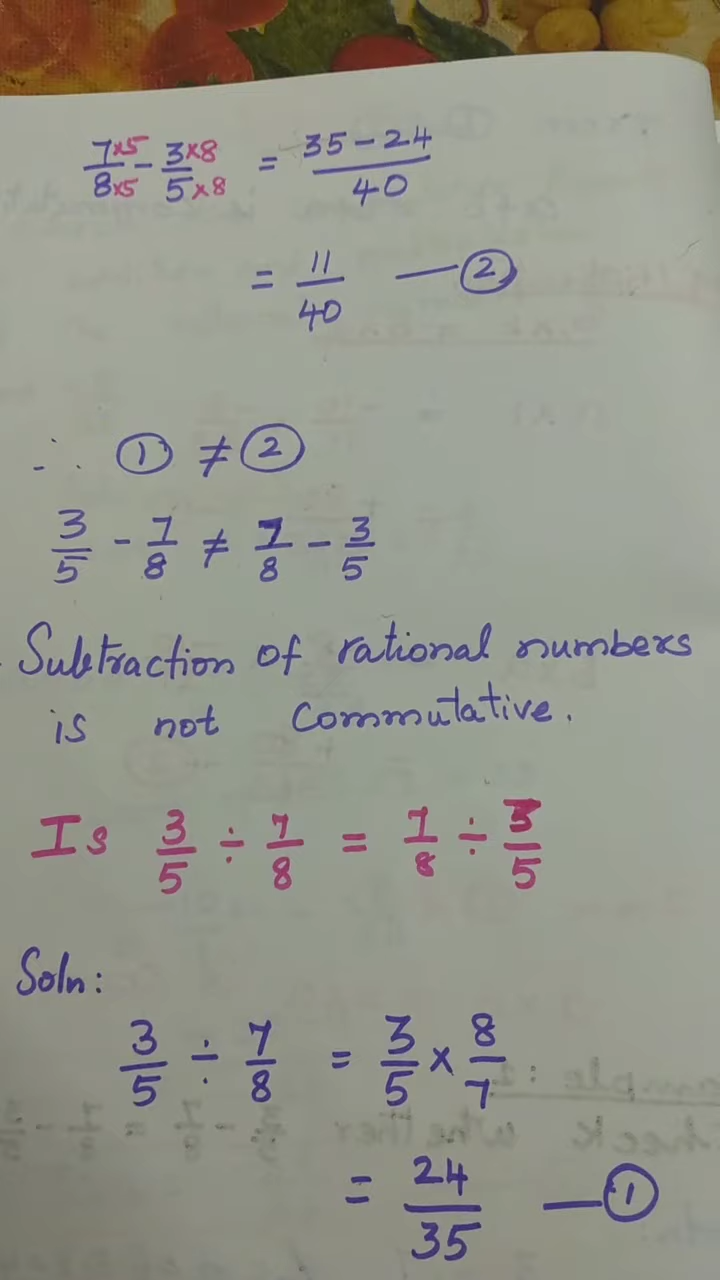 7×5/8×5 - 3×8/5×8 = 35-24/40
= 11/40 — ②
∴ ① ≠ ②
3/5 - 7/8 ≠ 7/8 - 3/5
Subtraction of rational numbers
is not commutative.
Is 3/5 ÷ 7/8 = 7/8 ÷ 3/5
Soln:
3/5 ÷ 7/8 = 3/5 × 8/7
= 24/35 — ①